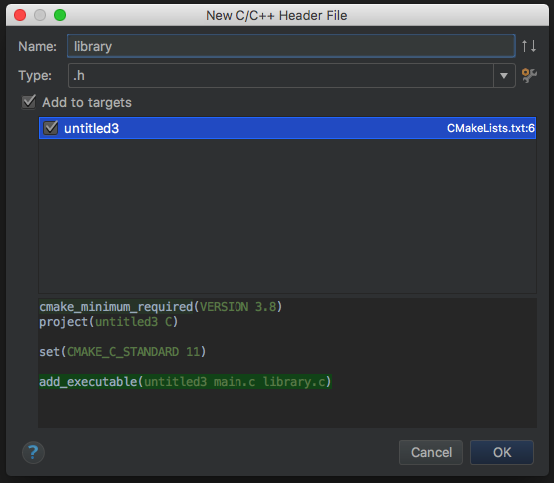 New C/C++ Header File
Name: library
Type: .h
Add to targets
untitled3 CMakeLists.txt:6
cmake_minimum_required(VERSION 3.8)
project(untitled3 C)
set(CMAKE_C_STANDARD 11)
add_executable(untitled3 main.c library.c)
? Cancel OK